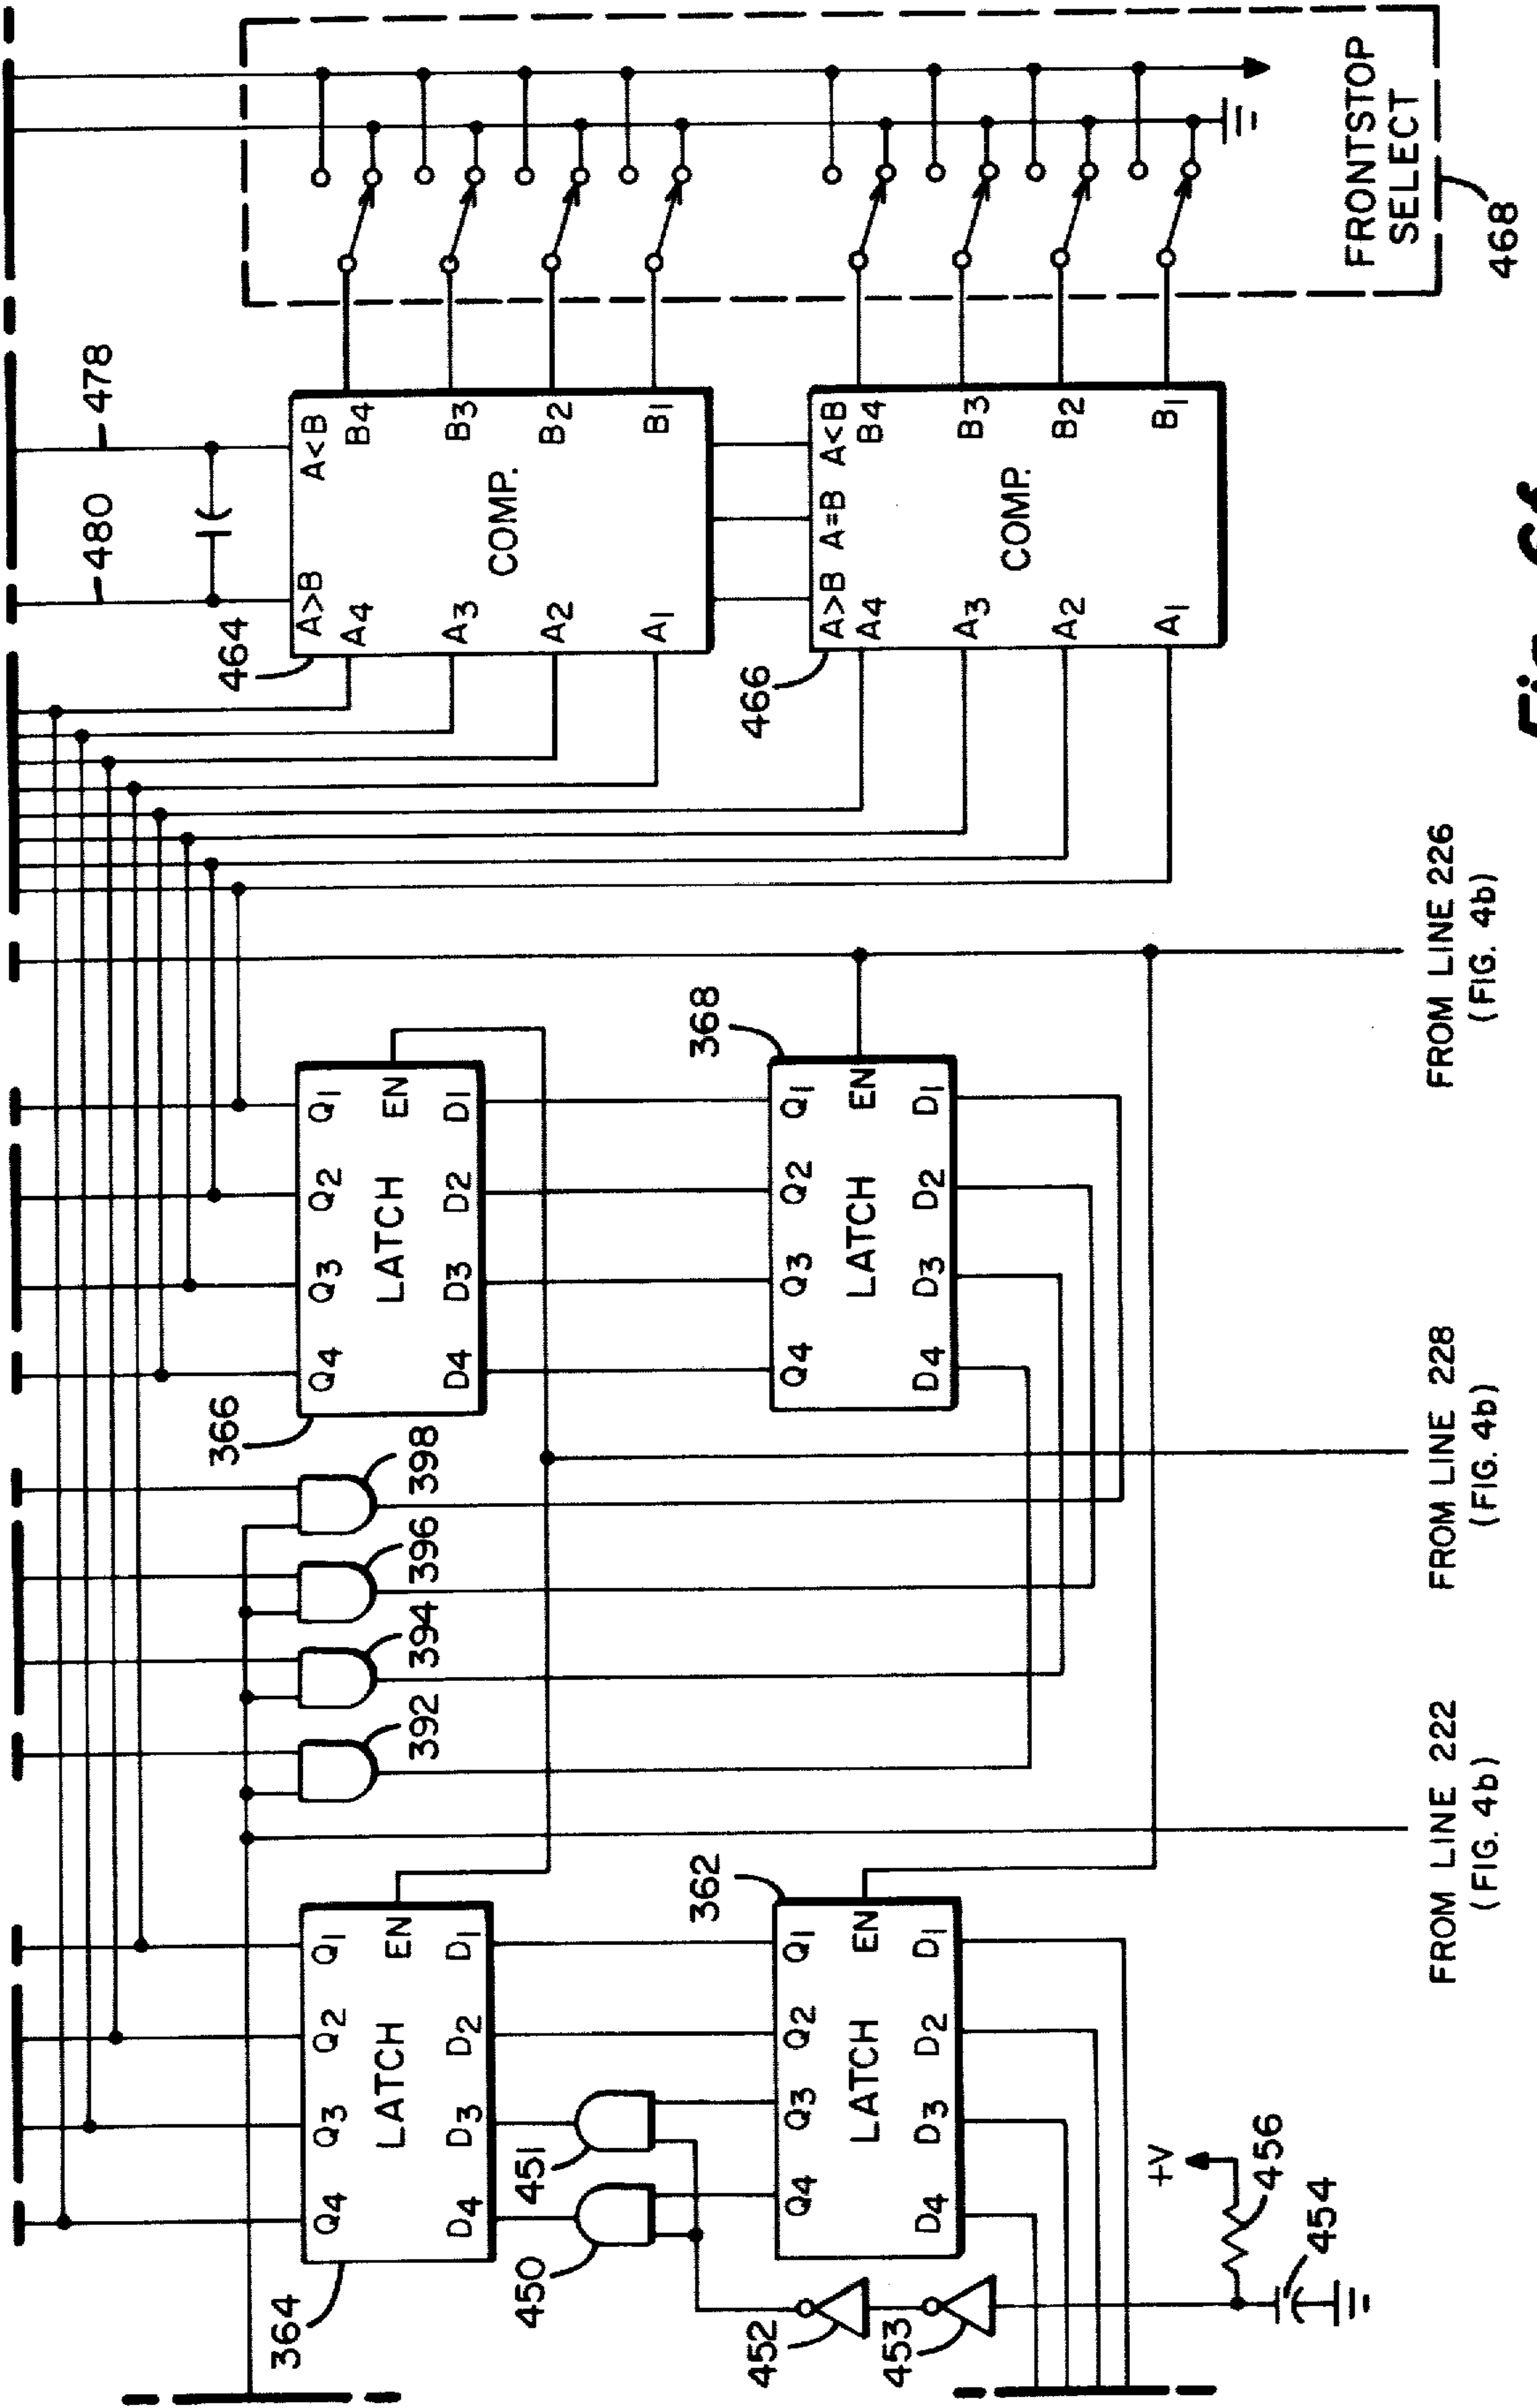 478
480
464
A>B
A<B
A4
B4
A3
B3
COMP.
A2
B2
A1
B1
466
A>B
A=B
A<B
A4
B4
A3
B3
COMP.
A2
B2
A1
B1
FRONTSTOP
SELECT
468
366
Q4
Q3
Q2
Q1
LATCH
EN
D4
D3
D2
D1
368
Q4
Q3
Q2
Q1
LATCH
EN
D4
D3
D2
D1
392
394
396
398
364
Q4
Q3
Q2
Q1
LATCH
EN
D4
D3
D2
D1
450
451
362
Q4
Q3
Q2
Q1
LATCH
EN
D4
D3
D2
D1
452
453
+V
456
454
FROM LINE 222
(FIG. 4b)
FROM LINE 228
(FIG. 4b)
FROM LINE 226
(FIG. 4b)